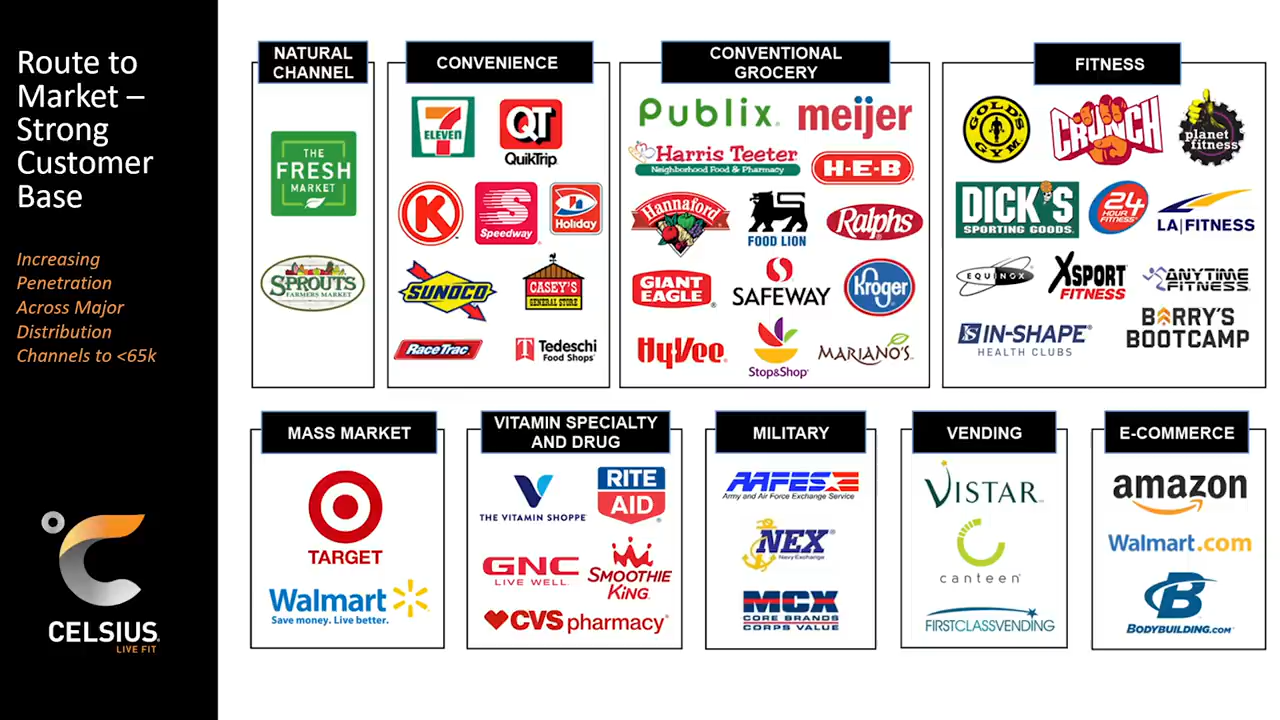 Route to
Market –
Strong
Customer
Base
Increasing
Penetration
Across Major
Distribution
Channels to <65k
CELSIUS.
LIVE FIT
NATURAL
CHANNEL
THE
FRESH
MARKET
SPROUTS
FARMERS MARKET
CONVENIENCE
7
ELEVEN
QT
QuikTrip
K
S
Speedway
Holiday
SUNOCO
CASEY'S
GENERAL STORE
RaceTrac
T Tedeschi
Food Shops
CONVENTIONAL
GROCERY
Publix.
meijer
Harris Teeter
Neighborhood Food & Pharmacy
H-E-B
Hannaford
FOOD LION
Ralphs
GIANT
EAGLE
SAFEWAY
Kroger
HyVee
Stop&Shop
MARIANO'S
FITNESS
GOLD'S
GYM
CRUNCH
planet
fitness
DICK'S
SPORTING GOODS
24
HOUR FITNESS
LA|FITNESS
EQUINOX
XSPORT
FITNESS
ANYTIME
FITNESS
IN-SHAPE
HEALTH CLUBS
BARRY'S
BOOTCAMP
MASS MARKET
TARGET
Walmart
Save money. Live better.
VITAMIN SPECIALTY
AND DRUG
THE VITAMIN SHOPPE
RITE
AID
GNC
LIVE WELL
SMOOTHIE
KING
CVS pharmacy
MILITARY
AAFES
Army and Air Force Exchange Service
NEX
Navy Exchange
MCX
CORE BRANDS
CORPS VALUE
VENDING
VISTAR
canteen
FIRSTCLASSVENDING
E-COMMERCE
amazon
Walmart.com
B
BODYBUILDING.com